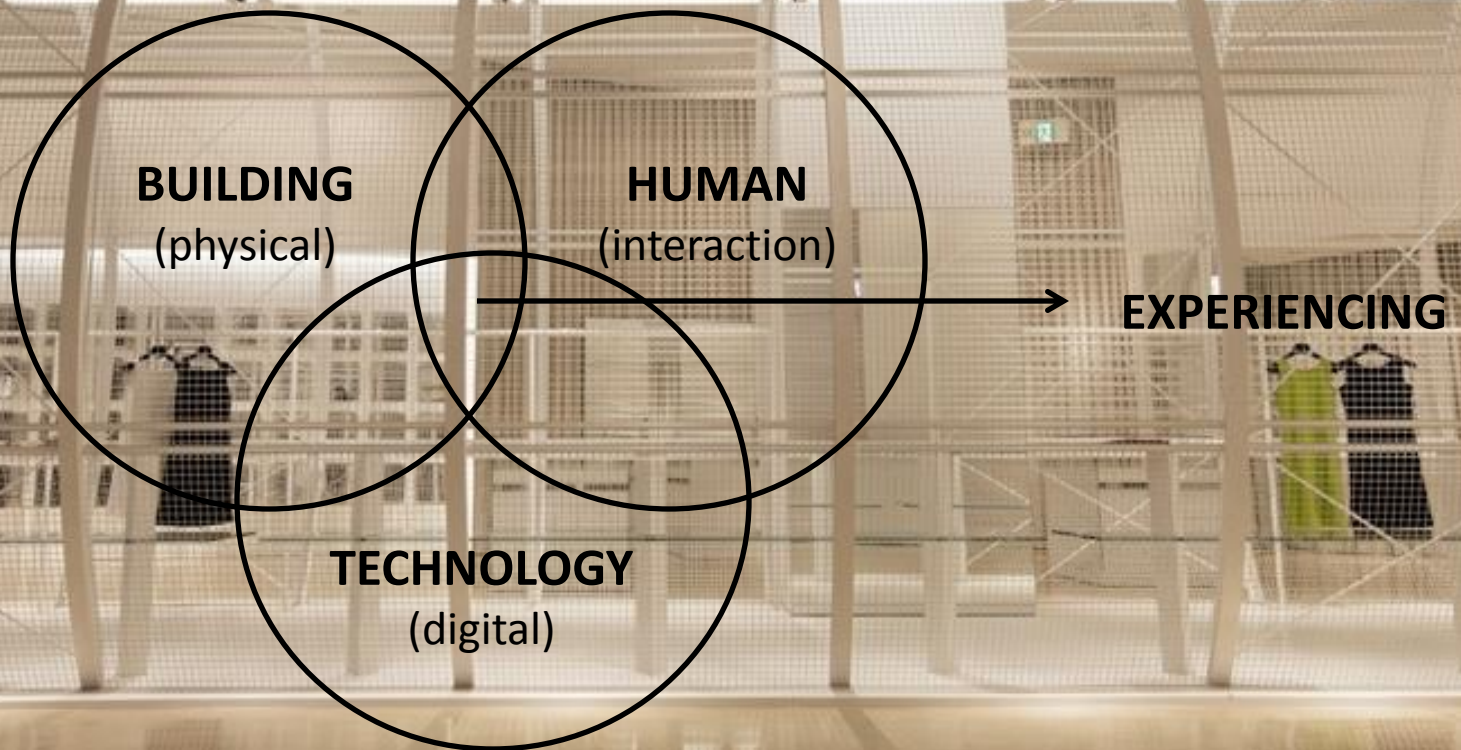 BUILDING
(physical)
HUMAN
(interaction)
EXPERIENCING
TECHNOLOGY
(digital)